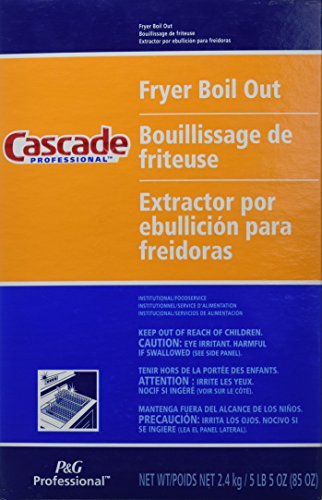 Fryer Boil Out
Bouillissage de friteuse
Extractor por ebullición para freidoras
Cascade
PROFESSIONAL™
Fryer Boil Out
Bouillissage de
friteuse
Extractor por
ebullición para
freidoras
INSTITUTIONAL/FOODSERVICE
INSTITUTIONNEL/SERVICE D'ALIMENTATION
INSTITUCIONAL/SERVICIOS DE ALIMENTACIÓN
KEEP OUT OF REACH OF CHILDREN.
CAUTION: EYE IRRITANT. HARMFUL
IF SWALLOWED (SEE SIDE PANEL).
TENIR HORS DE LA PORTÉE DES ENFANTS.
ATTENTION : IRRITE LES YEUX.
NOCIF SI INGÉRÉ (VOIR SUR LE CÔTÉ).
MANTENGA FUERA DEL ALCANCE DE LOS NIÑOS.
PRECAUCIÓN: IRRITA LOS OJOS. NOCIVO SI
SE INGIERE (LEA EL PANEL LATERAL).
P&G
Professional™
NET WT/POIDS NET 2.4 kg / 5 LB 5 OZ (85 OZ)